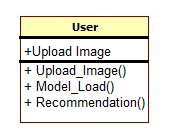 User
+Upload Image
+ Upload_Image()
+ Model_Load()
+ Recommendation()